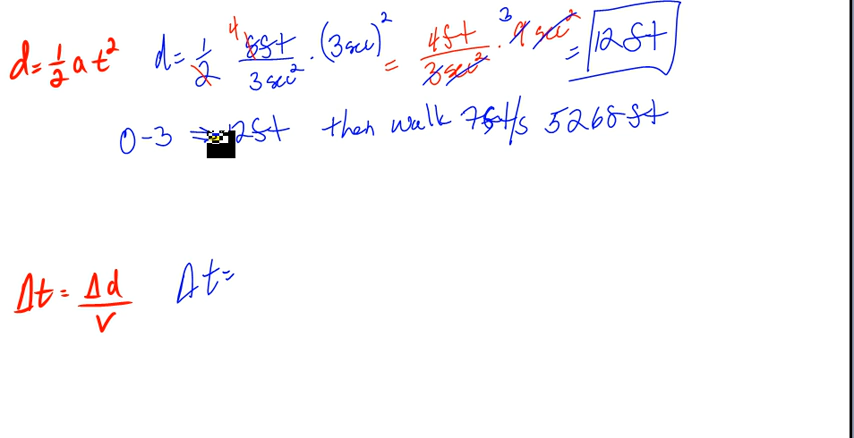 d=½at² d=1/2 4 8ft/3sec² · (3sec)² = 4ft/3sec² · 3 9sec² = 12ft
0-3 ⇒ 12ft then walk 7ft/s 5268ft
Δt = Δd/v Δt=